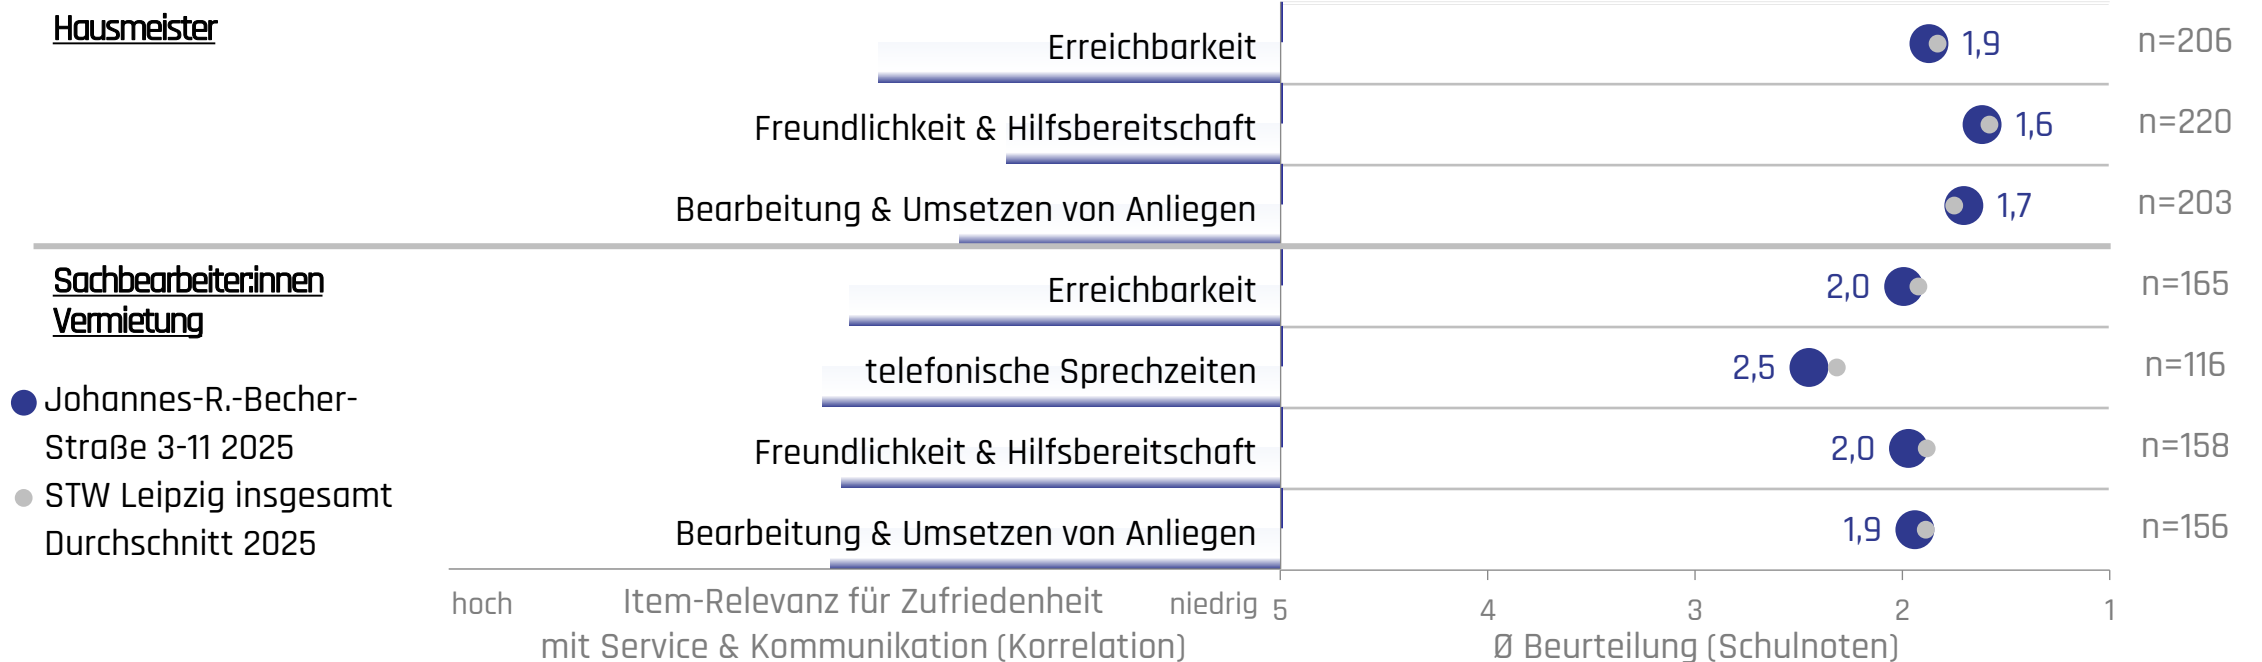 Hausmeister
Erreichbarkeit
1,9
n=206
Freundlichkeit & Hilfsbereitschaft
1,6
n=220
Bearbeitung & Umsetzen von Anliegen
1,7
n=203
Sachbearbeiter:innen
Vermietung
Erreichbarkeit
2,0
n=165
telefonische Sprechzeiten
2,5
n=116
Freundlichkeit & Hilfsbereitschaft
2,0
n=158
Bearbeitung & Umsetzen von Anliegen
1,9
n=156
Johannes-R.-Becher-
Straße 3-11 2025
STW Leipzig insgesamt
Durchschnitt 2025
hoch
Item-Relevanz für Zufriedenheit
niedrig
mit Service & Kommunikation (Korrelation)
5
4
3
2
1
Ø Beurteilung (Schulnoten)